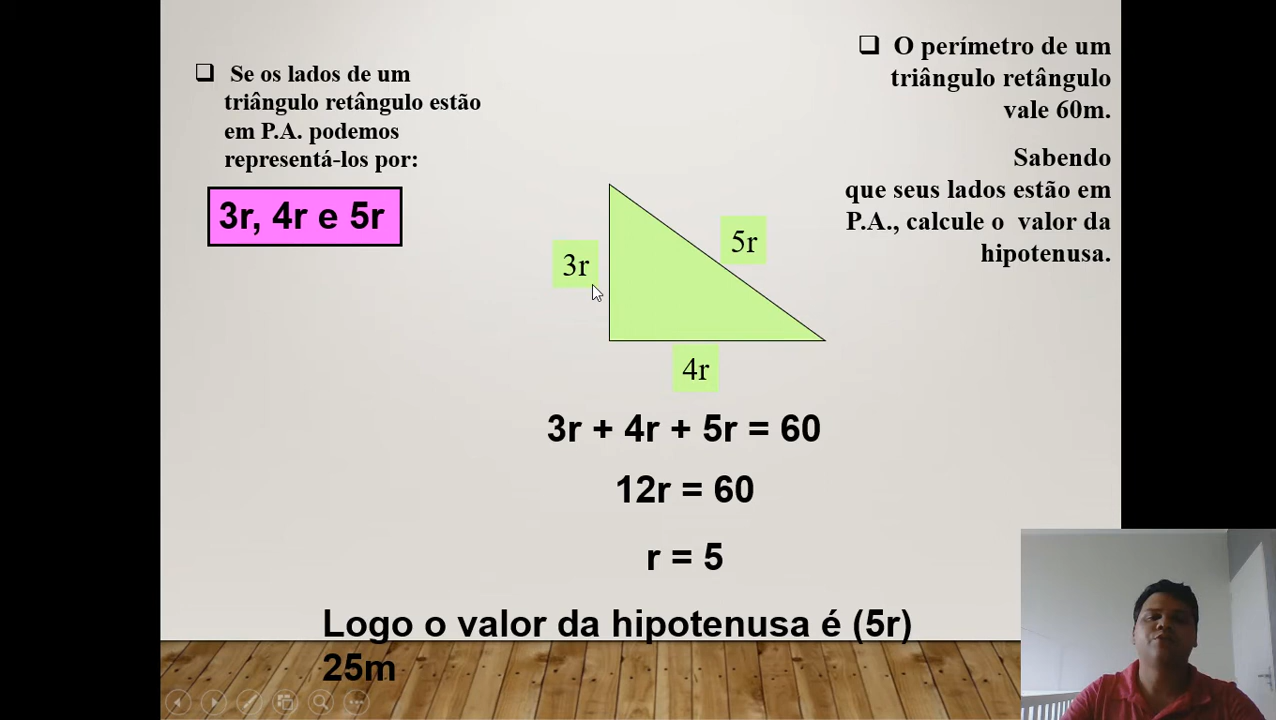 ❑ Se os lados de um
triângulo retângulo estão
em P.A. podemos
representá-los por:
3r, 4r e 5r
❑ O perímetro de um
triângulo retângulo
vale 60m.
Sabendo
que seus lados estão em
P.A., calcule o valor da
hipotenusa.
3r
5r
4r
3r + 4r + 5r = 60
12r = 60
r = 5
Logo o valor da hipotenusa é (5r)
25m